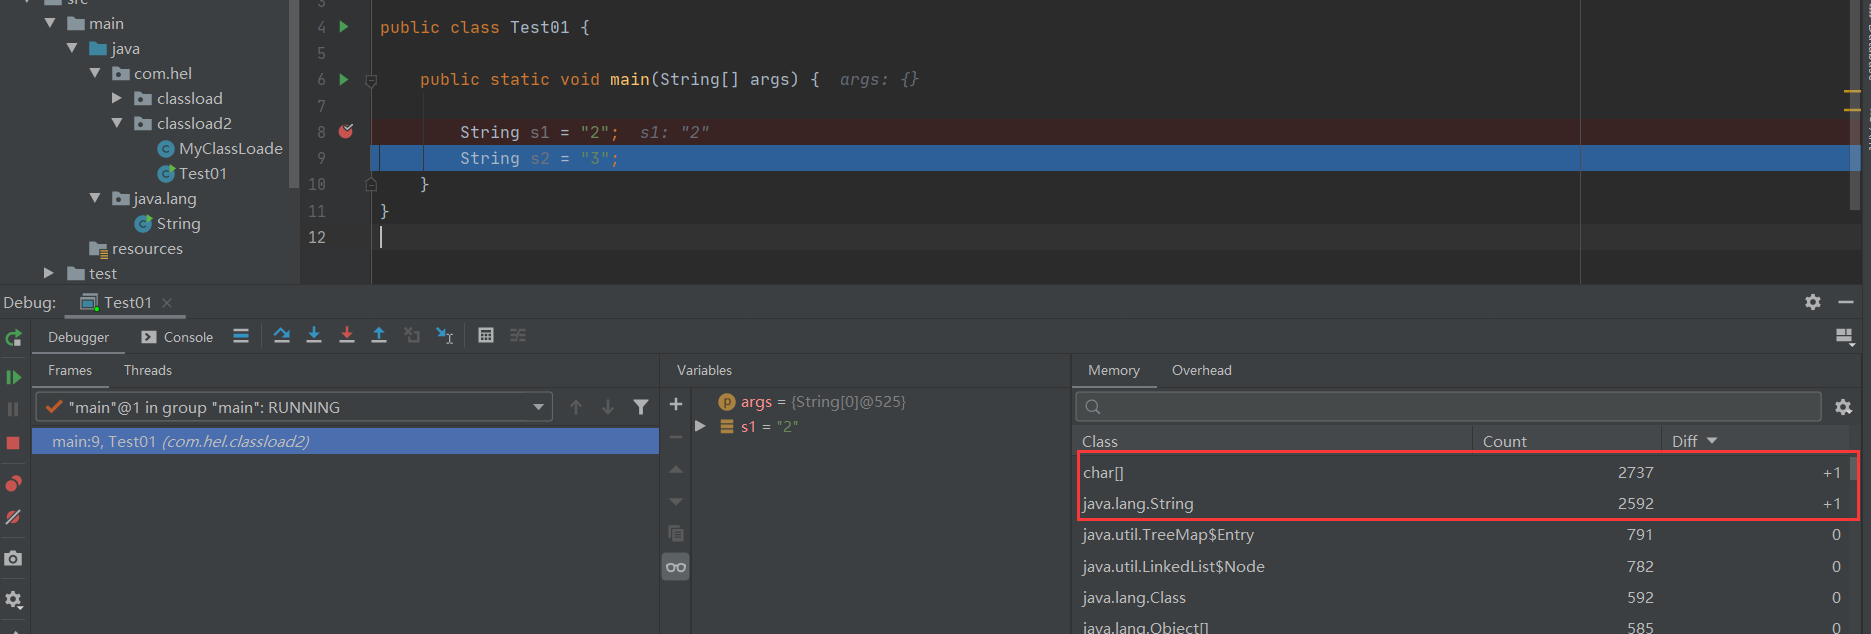 src
main
java
com.hel
classload
classload2
MyClassLoade
Test01
java.lang
String
resources
test
3
4 public class Test01 {
5
6 public static void main(String[] args) { args: {}
7
8 String s1 = "2"; s1: "2"
9 String s2 = "3";
10 }
11 }
12
Debug: Test01
Debugger Console
Frames Threads
"main"@1 in group "main": RUNNING
main:9, Test01 (com.hel.classload2)
Variables
args = {String[0]@525}
s1 = "2"
Memory Overhead
Class Count Diff
char[] 2737 +1
java.lang.String 2592 +1
java.util.TreeMap$Entry 791 0
java.util.LinkedList$Node 782 0
java.lang.Class 592 0
java.lang.Object[] 585 0